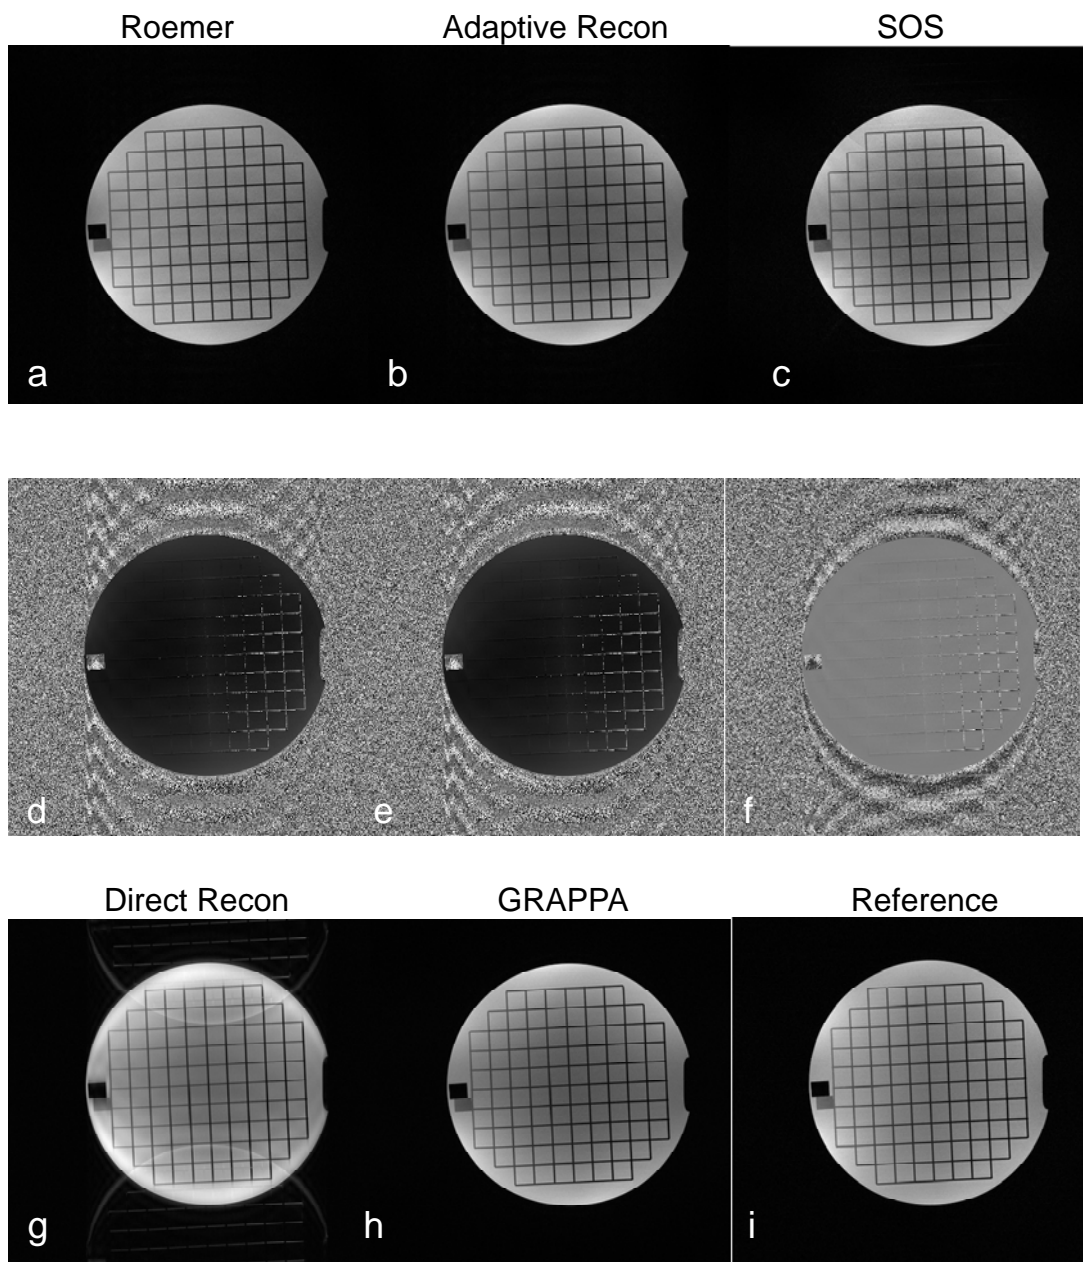 Roemer Adaptive Recon SOS
a b c
d e f
Direct Recon GRAPPA Reference
g h i